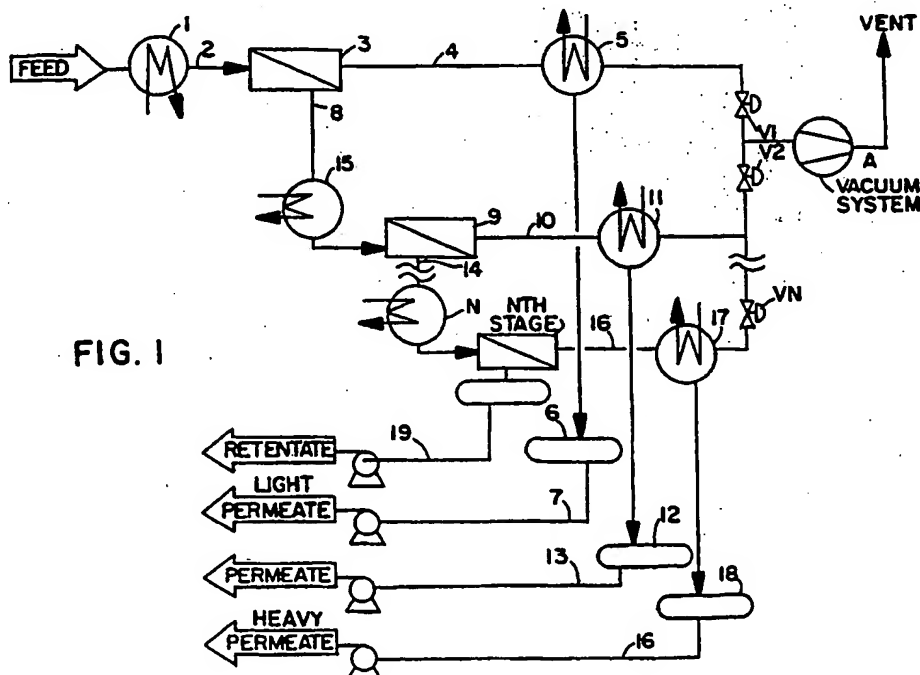 VENT
1
3
2
4
5
FEED
8
V1
V2
A
VACUUM
SYSTEM
15
9
10
11
14
N
NTH
STAGE
16
17
VN
FIG. 1
6
RETENTATE
19
LIGHT
PERMEATE
7
12
PERMEATE
13
18
HEAVY
PERMEATE
16